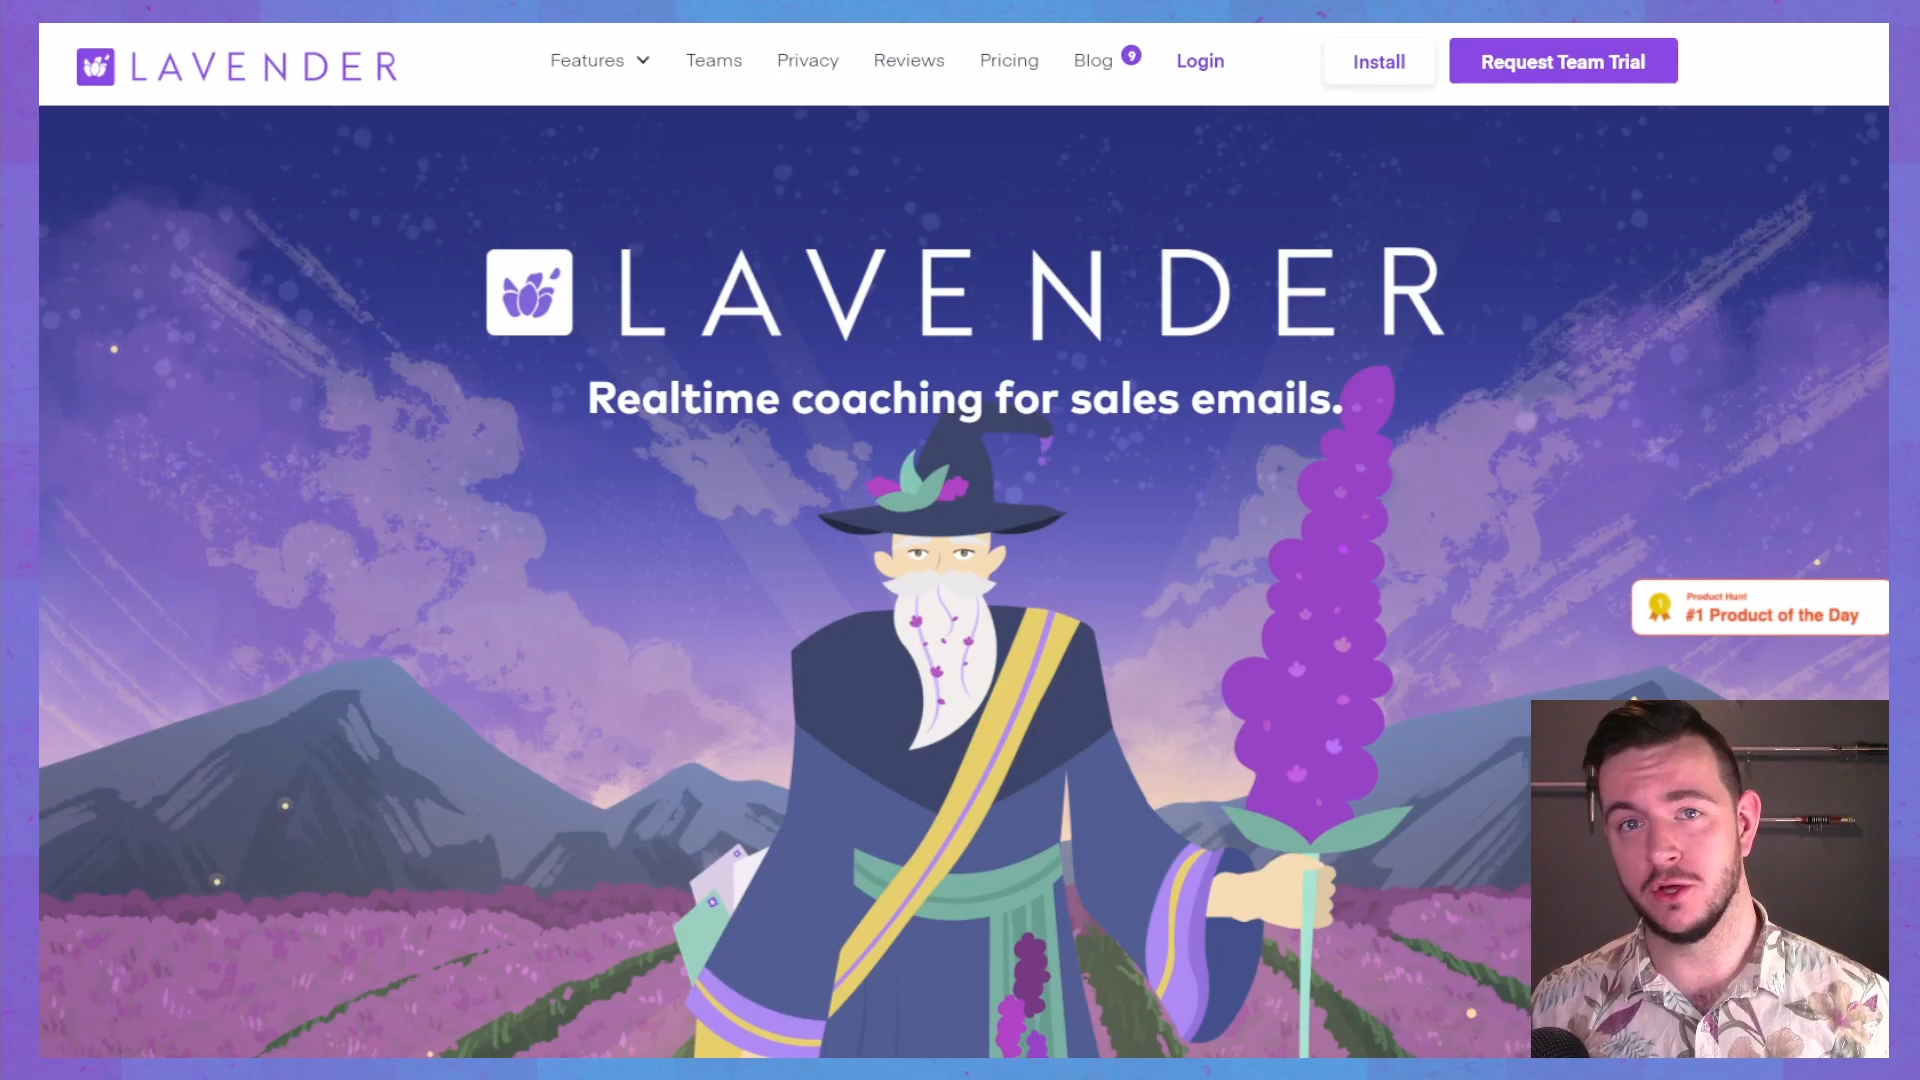 LAVENDER
Features
Teams
Privacy
Reviews
Pricing
Blog 9
Login
Install
Request Team Trial
LAVENDER
Realtime coaching for sales emails.
1
Product Hunt
#1 Product of the Day